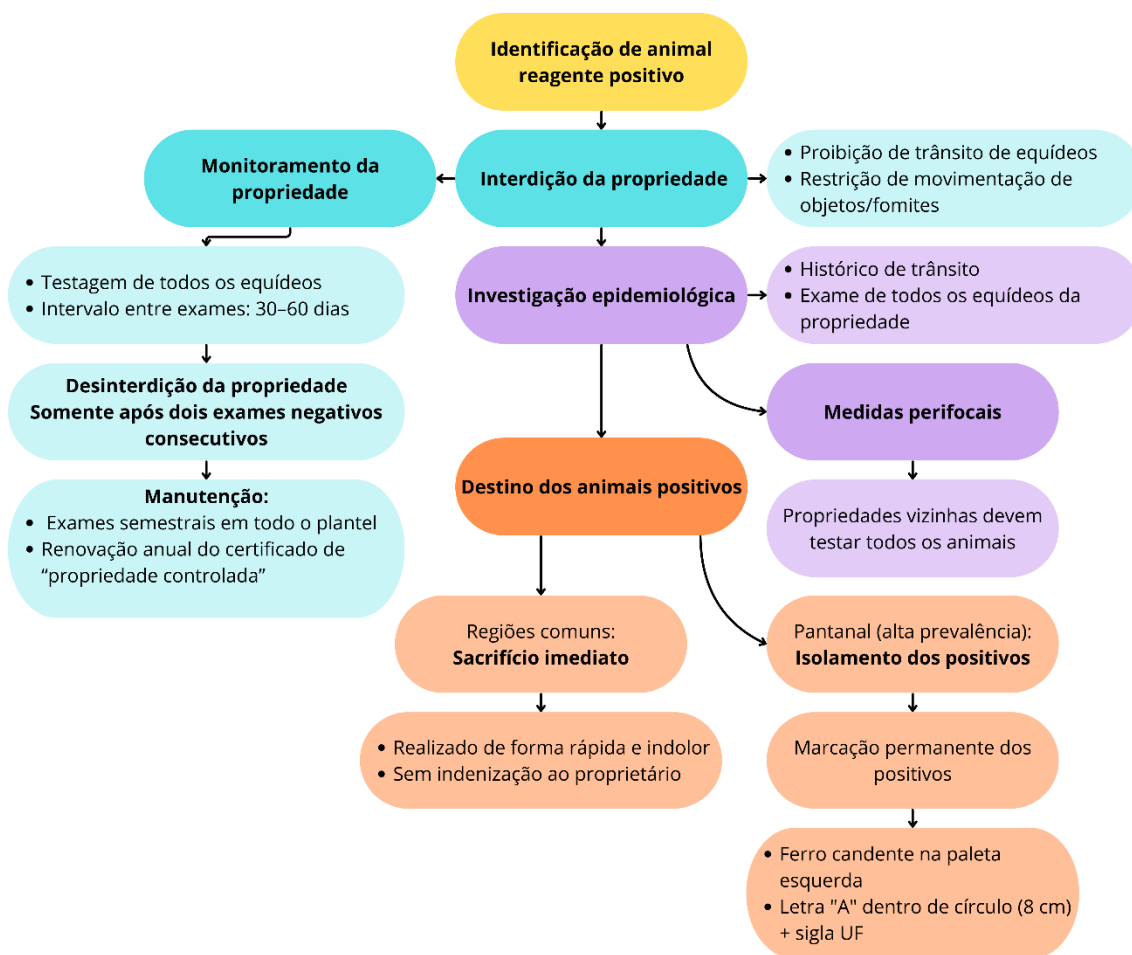 Identificação de animal
reagente positivo
Monitoramento da
propriedade
Interdição da propriedade
• Proibição de trânsito de equídeos
• Restrição de movimentação de
objetos/fomites
• Testagem de todos os equídeos
• Intervalo entre exames: 30–60 dias
Investigação epidemiológica
• Histórico de trânsito
• Exame de todos os equídeos da
propriedade
Desinterdição da propriedade
Somente após dois exames negativos
consecutivos
Medidas perifocais
Destino dos animais positivos
Manutenção:
• Exames semestrais em todo o plantel
• Renovação anual do certificado de
“propriedade controlada”
Propriedades vizinhas devem
testar todos os animais
Regiões comuns:
Sacrifício imediato
Pantanal (alta prevalência):
Isolamento dos positivos
• Realizado de forma rápida e indolor
• Sem indenização ao proprietário
Marcação permanente dos
positivos
• Ferro candente na paleta
esquerda
• Letra "A" dentro de círculo (8 cm)
+ sigla UF